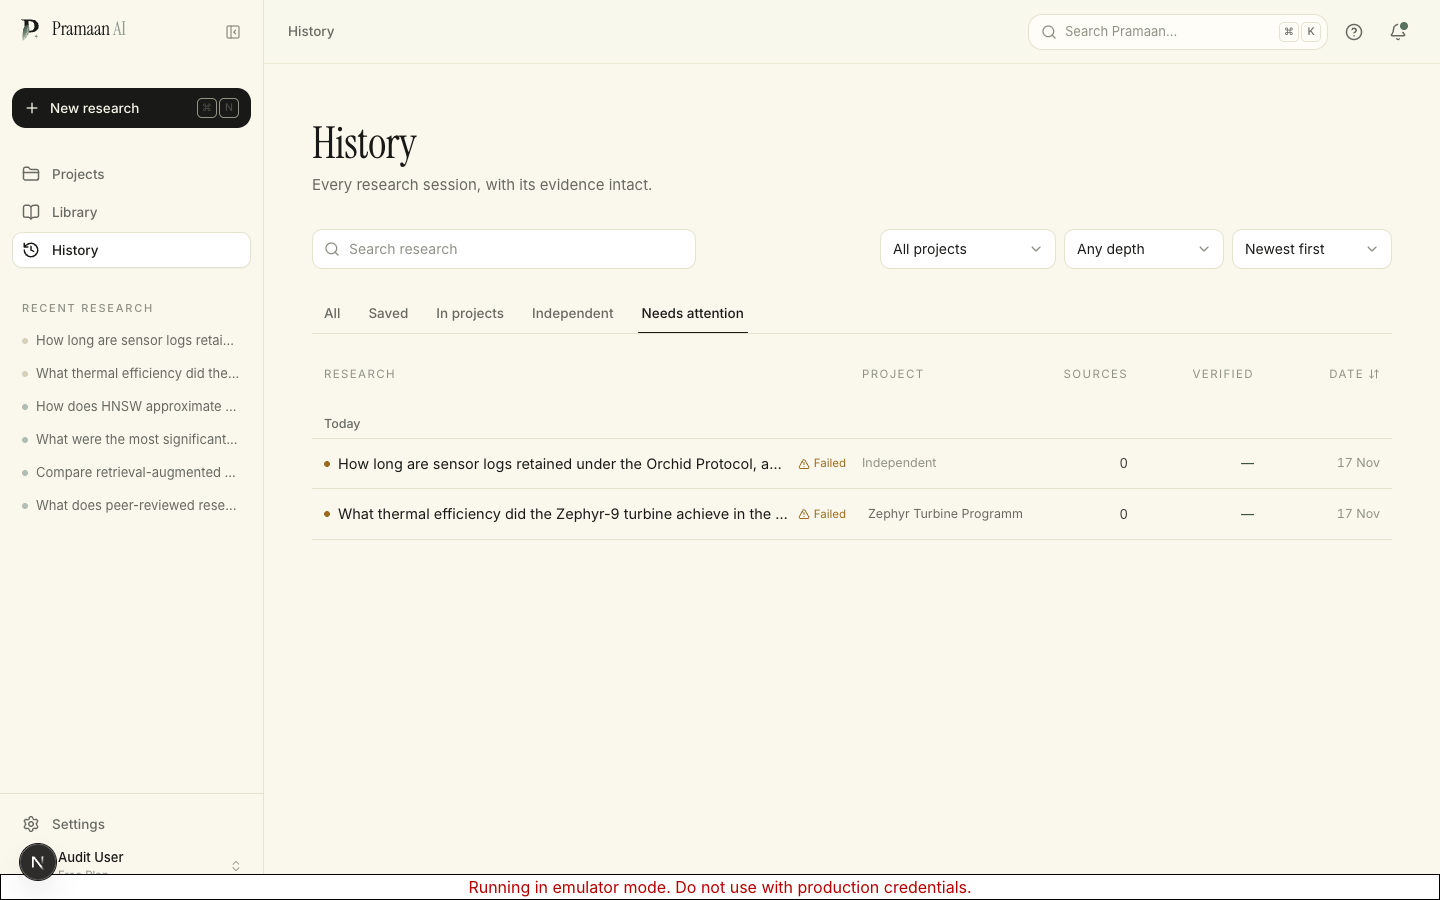 Pramaan AI
History
Search Pramaan... ⌘ K
New research ⌘ N
Projects
Library
History
RECENT RESEARCH
How long are sensor logs retai...
What thermal efficiency did the...
How does HNSW approximate ...
What were the most significant...
Compare retrieval-augmented ...
What does peer-reviewed rese...
Settings
Audit User
Free Plan
History
Every research session, with its evidence intact.
Search research
All projects
Any depth
Newest first
All Saved In projects Independent Needs attention
RESEARCH PROJECT SOURCES VERIFIED DATE
Today
How long are sensor logs retained under the Orchid Protocol, a... Failed Independent 0 — 17 Nov
What thermal efficiency did the Zephyr-9 turbine achieve in the ... Failed Zephyr Turbine Programm 0 — 17 Nov
N
Running in emulator mode. Do not use with production credentials.